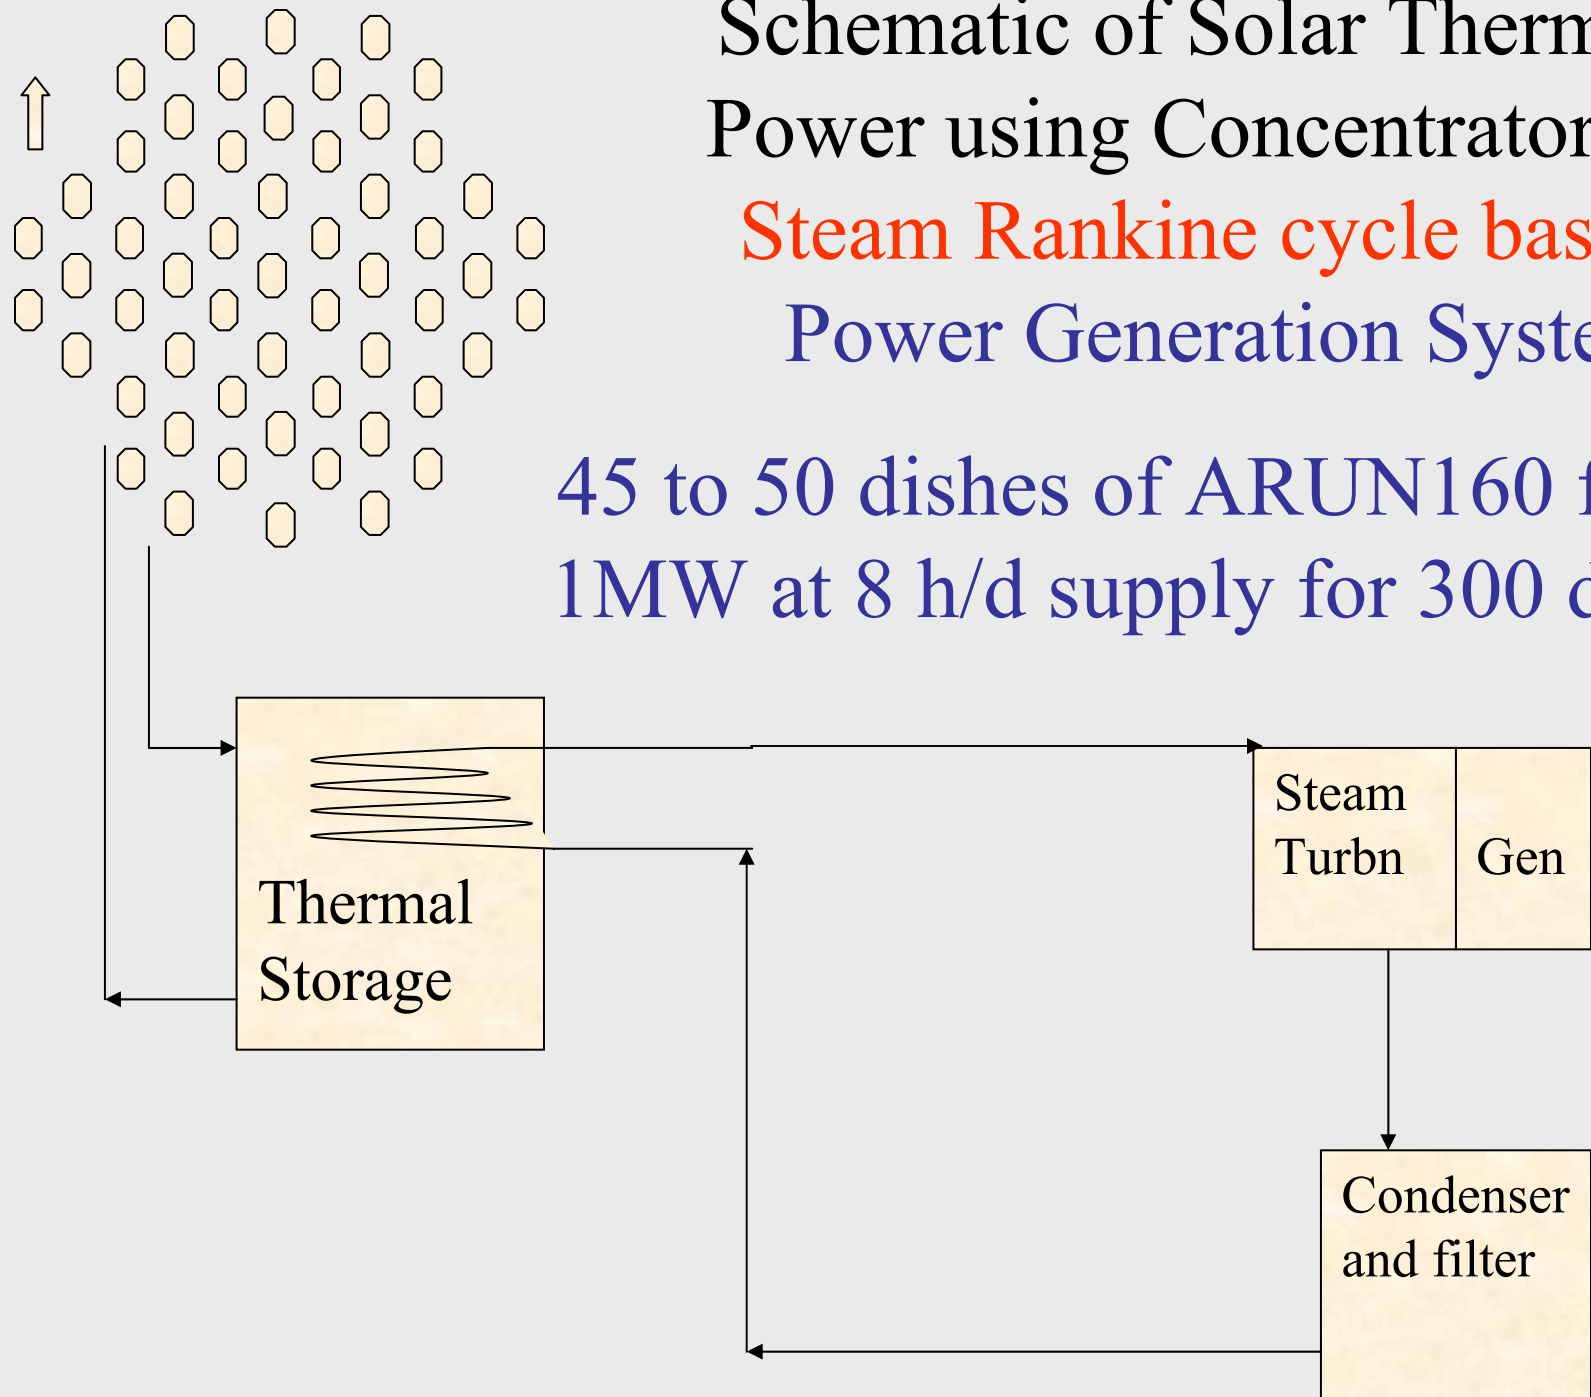 Schematic of Solar Therm
Power using Concentrator
Steam Rankine cycle bas
Power Generation Syste
45 to 50 dishes of ARUN160 f
1MW at 8 h/d supply for 300 d
Thermal
Storage
Steam
Turbn
Gen
Condenser
and filter